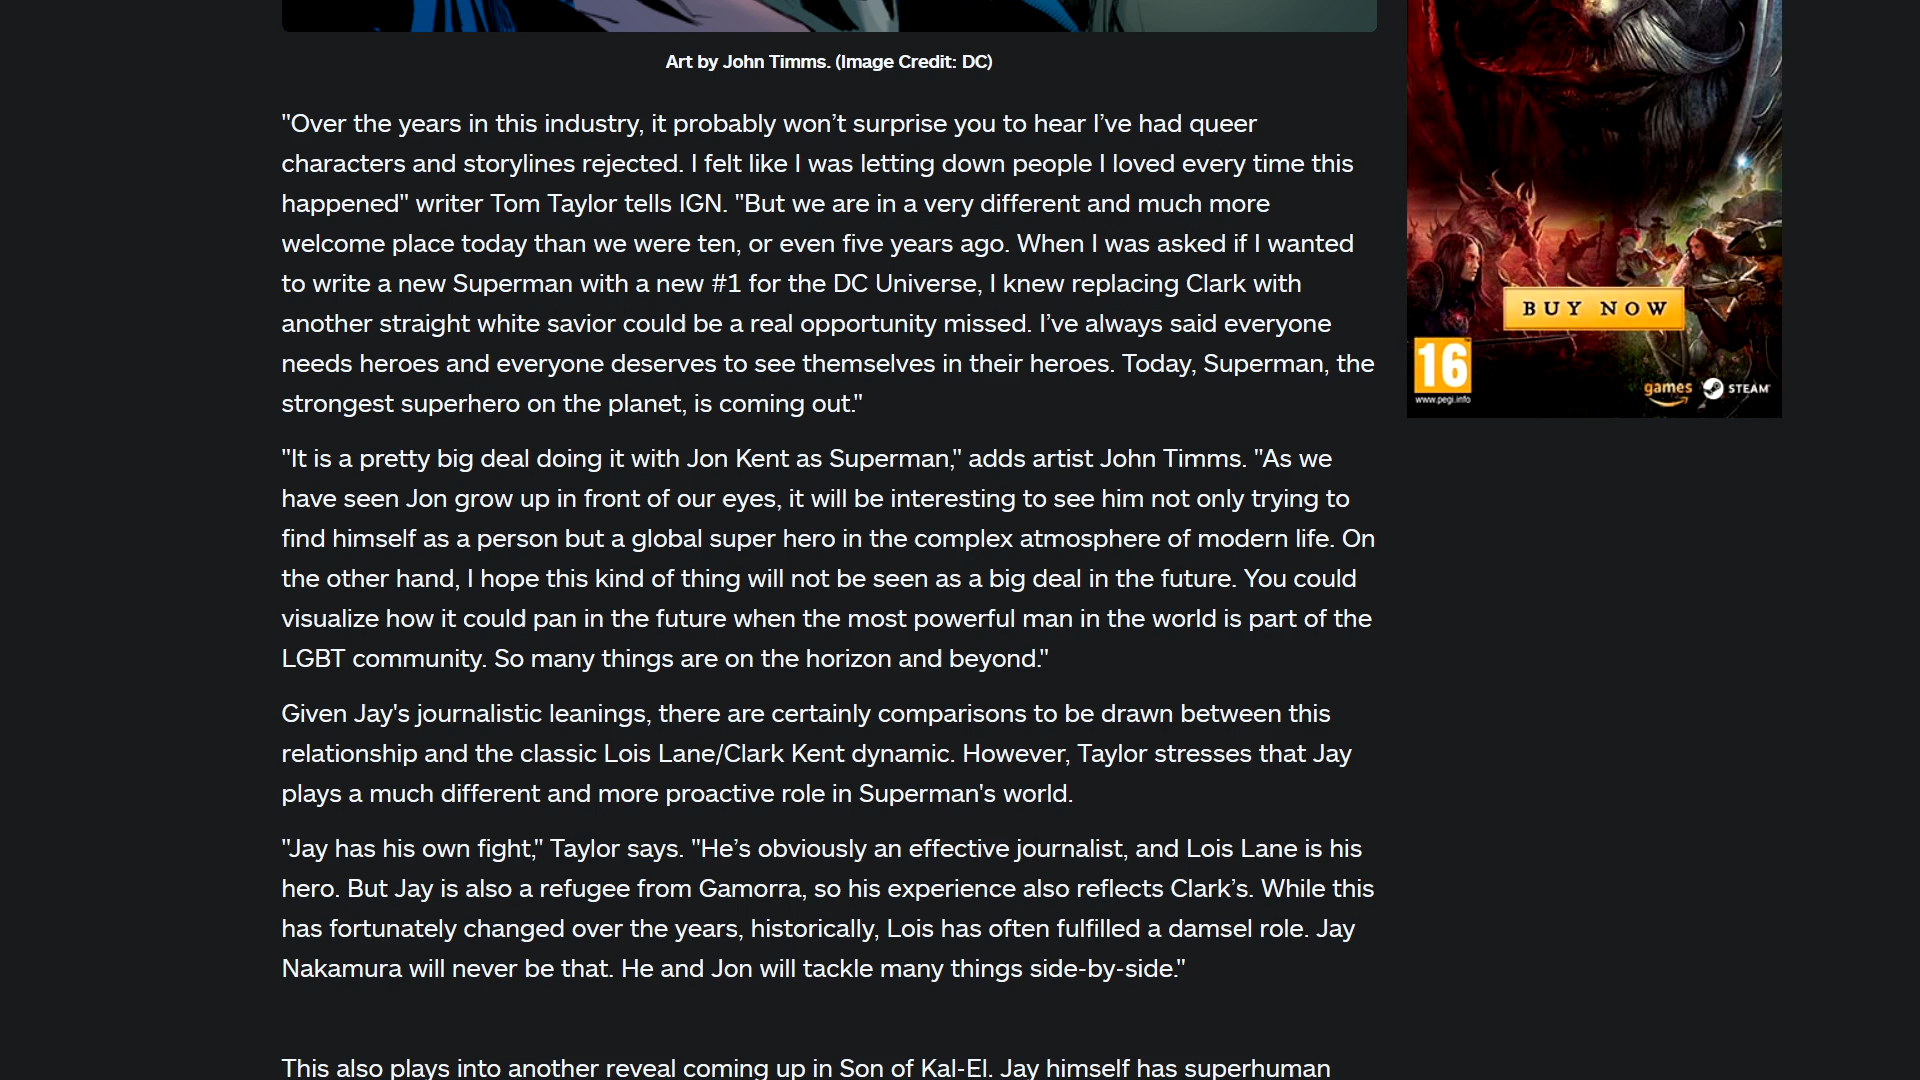 Art by John Timms. (Image Credit: DC)
"Over the years in this industry, it probably won’t surprise you to hear I’ve had queer
characters and storylines rejected. I felt like I was letting down people I loved every time this
happened" writer Tom Taylor tells IGN. "But we are in a very different and much more
welcome place today than we were ten, or even five years ago. When I was asked if I wanted
to write a new Superman with a new #1 for the DC Universe, I knew replacing Clark with
another straight white savior could be a real opportunity missed. I’ve always said everyone
needs heroes and everyone deserves to see themselves in their heroes. Today, Superman, the
strongest superhero on the planet, is coming out."
"It is a pretty big deal doing it with Jon Kent as Superman," adds artist John Timms. "As we
have seen Jon grow up in front of our eyes, it will be interesting to see him not only trying to
find himself as a person but a global super hero in the complex atmosphere of modern life. On
the other hand, I hope this kind of thing will not be seen as a big deal in the future. You could
visualize how it could pan in the future when the most powerful man in the world is part of the
LGBT community. So many things are on the horizon and beyond."
Given Jay's journalistic leanings, there are certainly comparisons to be drawn between this
relationship and the classic Lois Lane/Clark Kent dynamic. However, Taylor stresses that Jay
plays a much different and more proactive role in Superman's world.
"Jay has his own fight," Taylor says. "He’s obviously an effective journalist, and Lois Lane is his
hero. But Jay is also a refugee from Gamorra, so his experience also reflects Clark’s. While this
has fortunately changed over the years, historically, Lois has often fulfilled a damsel role. Jay
Nakamura will never be that. He and Jon will tackle many things side-by-side."
This also plays into another reveal coming up in Son of Kal-El. Jay himself has superhuman
BUY NOW
16
www.pegi.info
games
STEAM